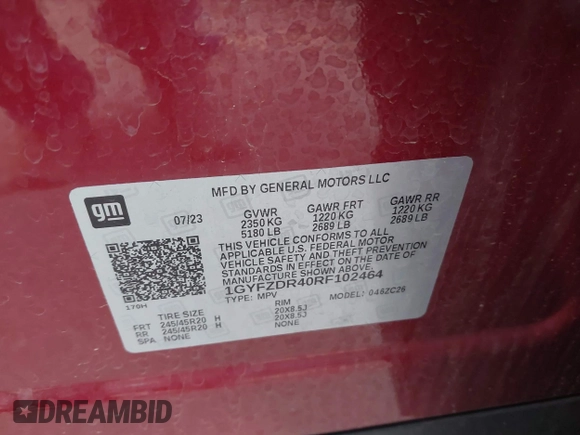 gm
MFD BY GENERAL MOTORS LLC
07/23 GVWR GAWR FRT GAWR RR
2350 KG 1220 KG 1220 KG
5180 LB 2689 LB 2689 LB
THIS VEHICLE CONFORMS TO ALL
APPLICABLE U.S. FEDERAL MOTOR
VEHICLE SAFETY AND THEFT PREVENTION
STANDARDS IN EFFECT ON THE DATE OF
MANUFACTURE SHOWN ABOVE.
1GYFZDR40RF102464
170H
TYPE: MPV MODEL: 046ZC26
TIRE SIZE RIM
FRT 245/45R20 H 20X8.5J
RR 245/45R20 H 20X8.5J
SPA NONE NONE
DREAMBID